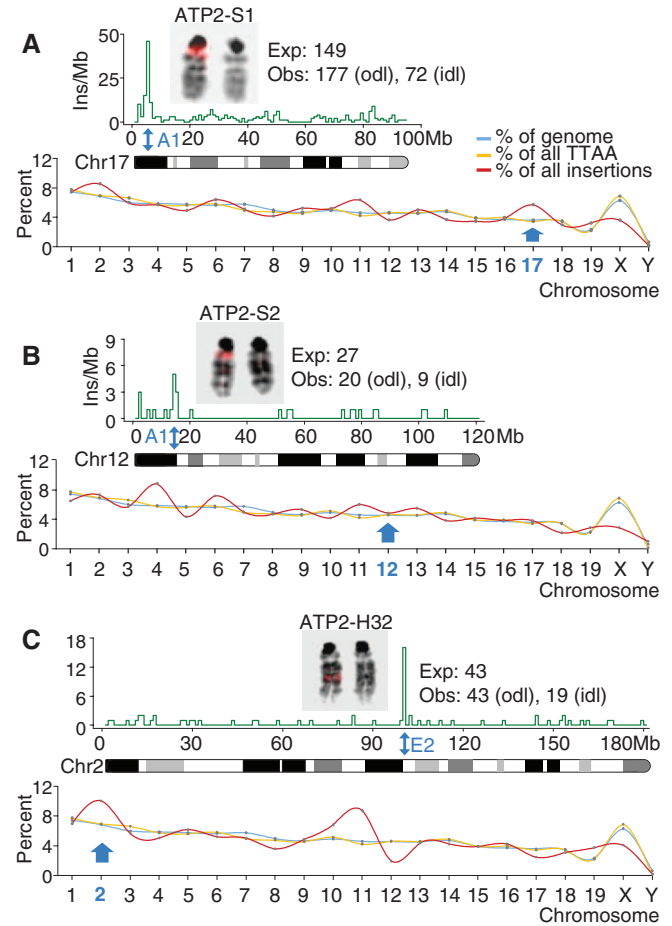 A
ATP2-S1
Ins/Mb
50
25
0
Exp: 149
Obs: 177 (odl), 72 (idl)
0 20 40 60 80 100Mb
A1
Chr17
% of genome
% of all TTAA
% of all insertions
Percent
12
8
4
0
1 2 3 4 5 6 7 8 9 10 11 12 13 14 15 16 17 18 19 X Y
Chromosome
B
ATP2-S2
Ins/Mb
9
6
3
0
Exp: 27
Obs: 20 (odl), 9 (idl)
0 20 40 60 80 100 120Mb
A1
Chr12
Percent
12
8
4
0
1 2 3 4 5 6 7 8 9 10 11 12 13 14 15 16 17 18 19 X Y
Chromosome
C
ATP2-H32
18
12
6
0
Exp: 43
Obs: 43 (odl), 19 (idl)
0 30 60 90 120 150 180Mb
E2
Chr2
Percent
12
8
4
0
1 2 3 4 5 6 7 8 9 10 11 12 13 14 15 16 17 18 19 X Y
Chromosome